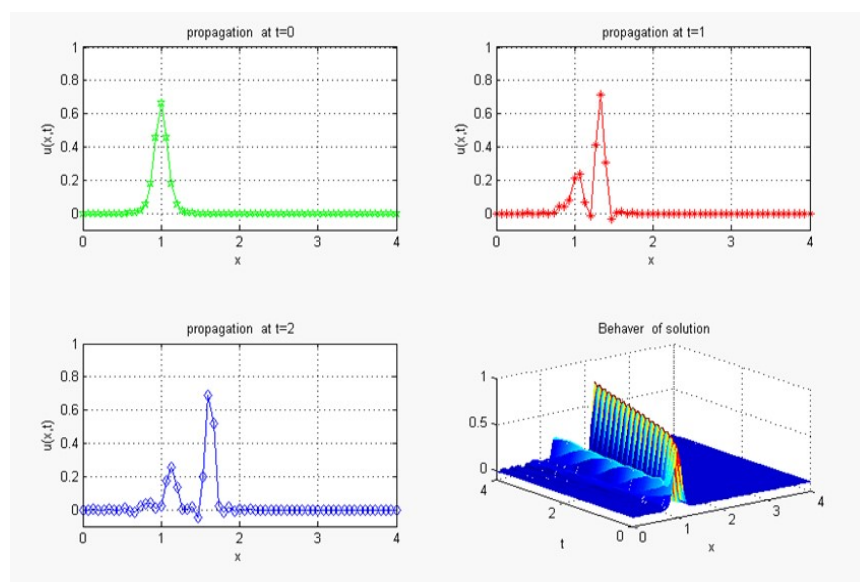 propagation at t=0
1
0.8
0.6
0.4
0.2
0
u(x,t)
0 1 2 3 4
x
propagation at t=1
1
0.8
0.6
0.4
0.2
0
u(x,t)
0 1 2 3 4
x
propagation at t=2
1
0.8
0.6
0.4
0.2
0
u(x,t)
0 1 2 3 4
x
Behaver of solution
1
0.5
0
4
2
0
t
0
1
2
3
4
x